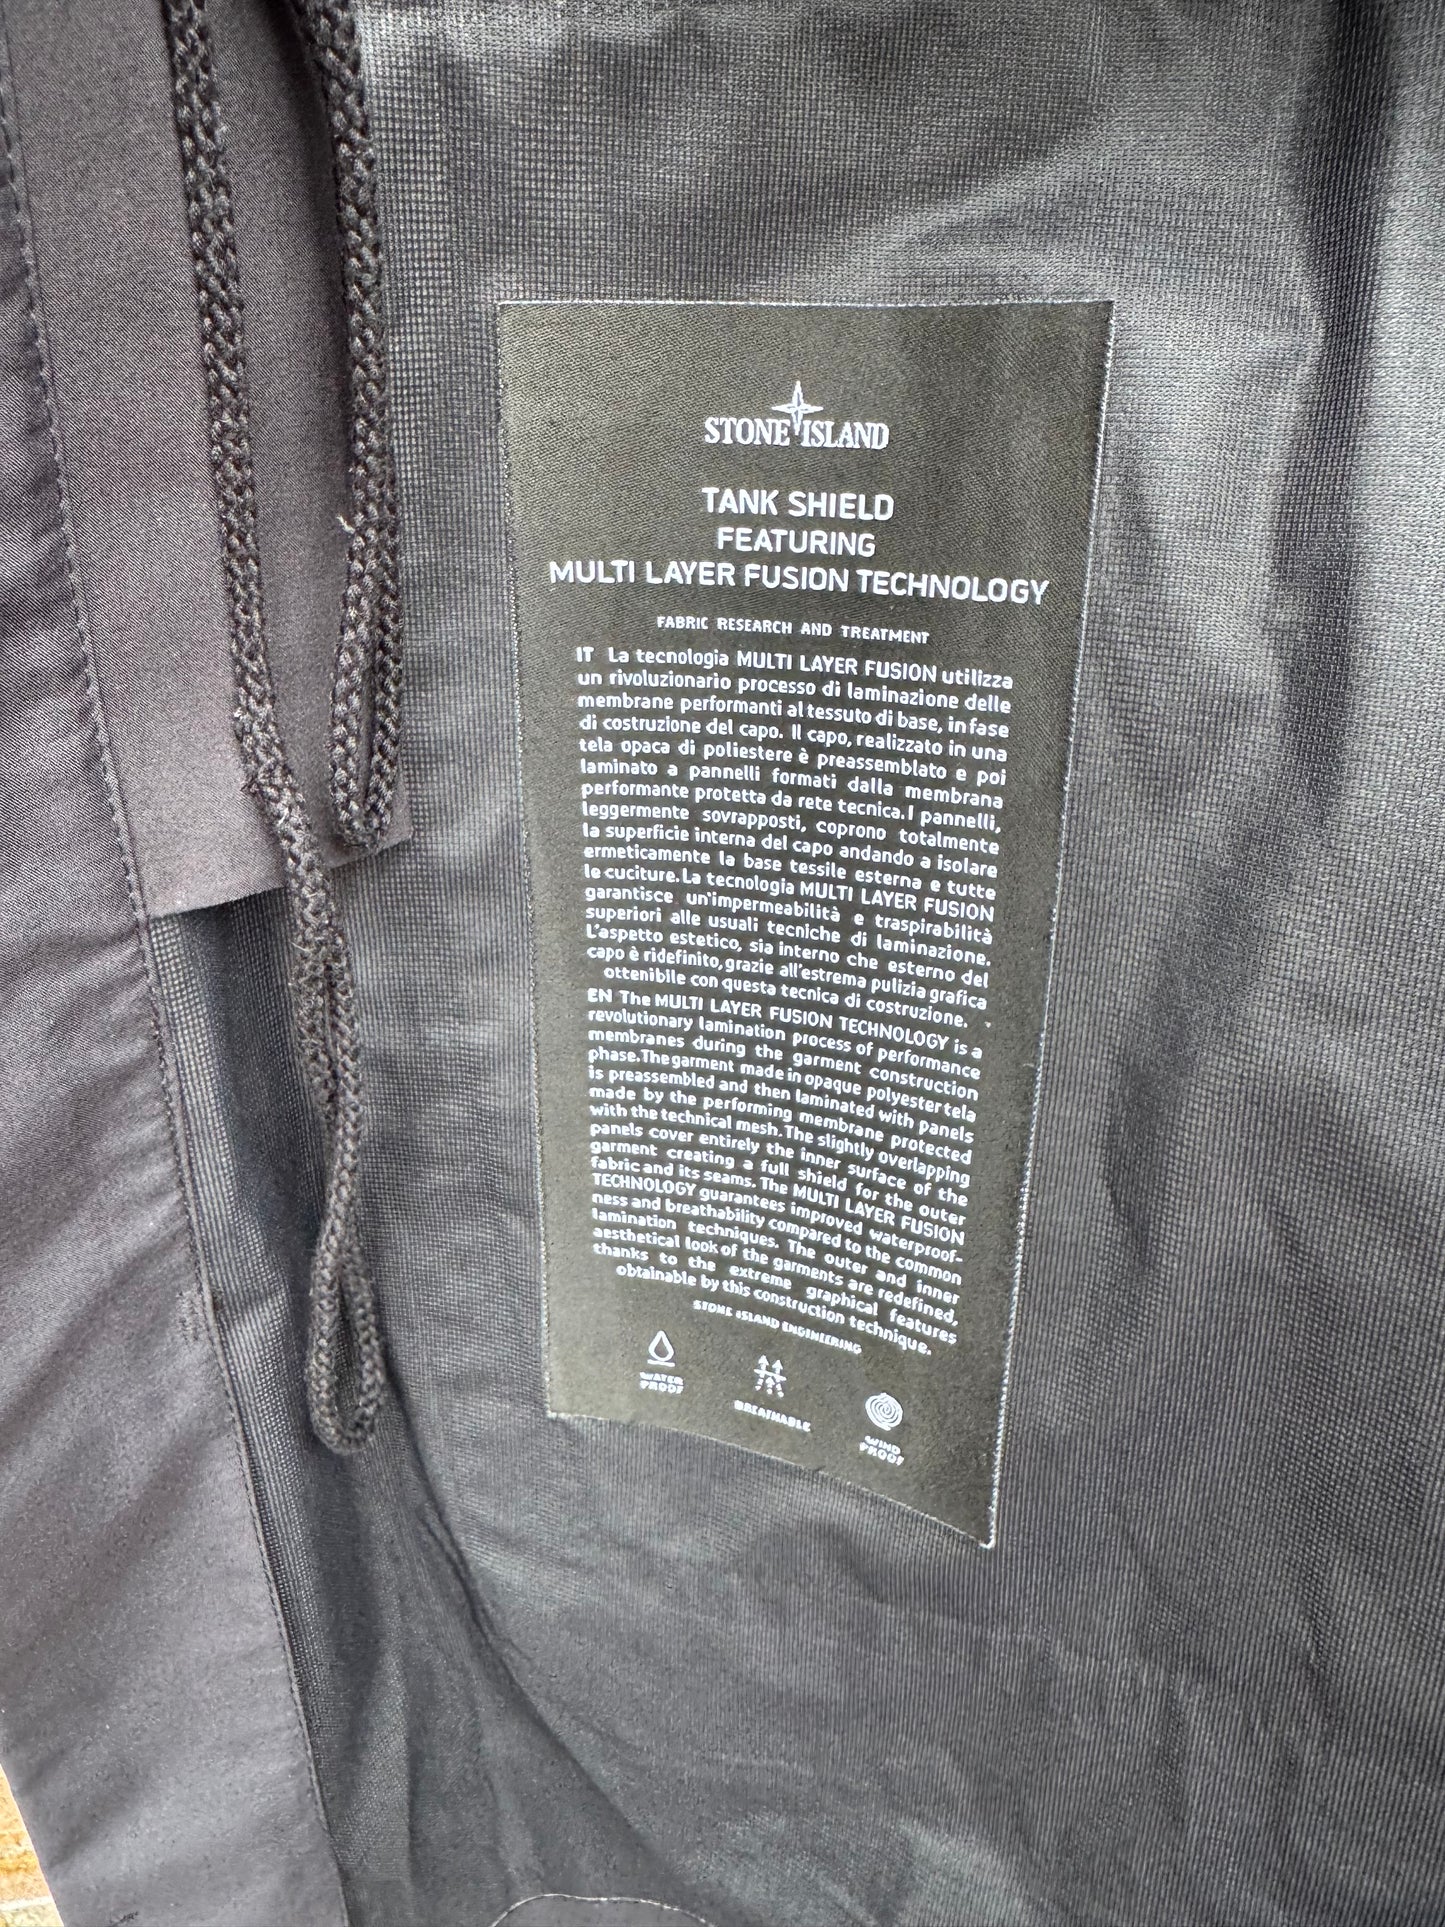 STONE ISLAND
TANK SHIELD
FEATURING
MULTI LAYER FUSION TECHNOLOGY
FABRIC RESEARCH AND TREATMENT
IT La tecnologia MULTI LAYER FUSION utilizza
un rivoluzionario processo di laminazione delle
membrane performanti al tessuto di base, in fase
di costruzione del capo. Il capo, realizzato in una
tela opaca di poliestere è preassemblato e poi
laminato a pannelli formati dalla membrana
performante protetta da rete tecnica. I pannelli,
leggermente sovrapposti, coprono totalmente
la superficie interna del capo andando a isolare
ermeticamente la base tessile esterna e tutte
le cuciture. La tecnologia MULTI LAYER FUSION
garantisce un'impermeabilità e traspirabilità
superiori alle usuali tecniche di laminazione.
L'aspetto estetico, sia interno che esterno del
capo è ridefinito, grazie all'estrema pulizia grafica
ottenibile con questa tecnica di costruzione.
EN The MULTI LAYER FUSION TECHNOLOGY is a
revolutionary lamination process of performance
membranes during the garment construction
phase. The garment made in opaque polyester tela
is preassembled and then laminated with panels
made by the performing membrane protected
with the technical mesh. The slightly overlapping
panels cover entirely the inner surface of the
garment creating a full shield for the outer
fabric and its seams. The MULTI LAYER FUSION
TECHNOLOGY guarantees improved waterproof-
ness and breathability compared to the common
lamination techniques. The outer and inner
aesthetical look of the garments are redefined,
thanks to the extreme graphical features
obtainable by this construction technique.
STONE ISLAND ENGINEERING
WATER
PROOF
BREATHABLE
WIND
PROOF